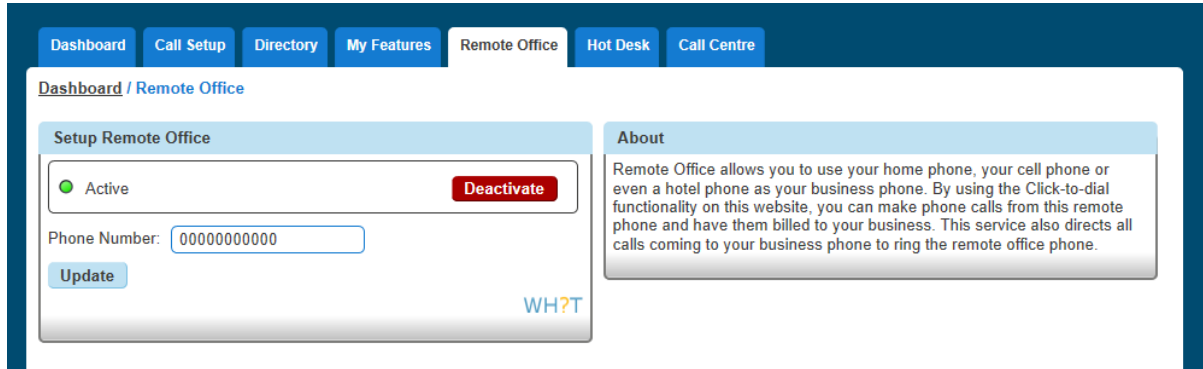 Dashboard Call Setup Directory My Features Remote Office Hot Desk Call Centre
Dashboard / Remote Office
Setup Remote Office
Active Deactivate
Phone Number: 00000000000
Update
WH?T
About
Remote Office allows you to use your home phone, your cell phone or
even a hotel phone as your business phone. By using the Click-to-dial
functionality on this website, you can make phone calls from this remote
phone and have them billed to your business. This service also directs all
calls coming to your business phone to ring the remote office phone.